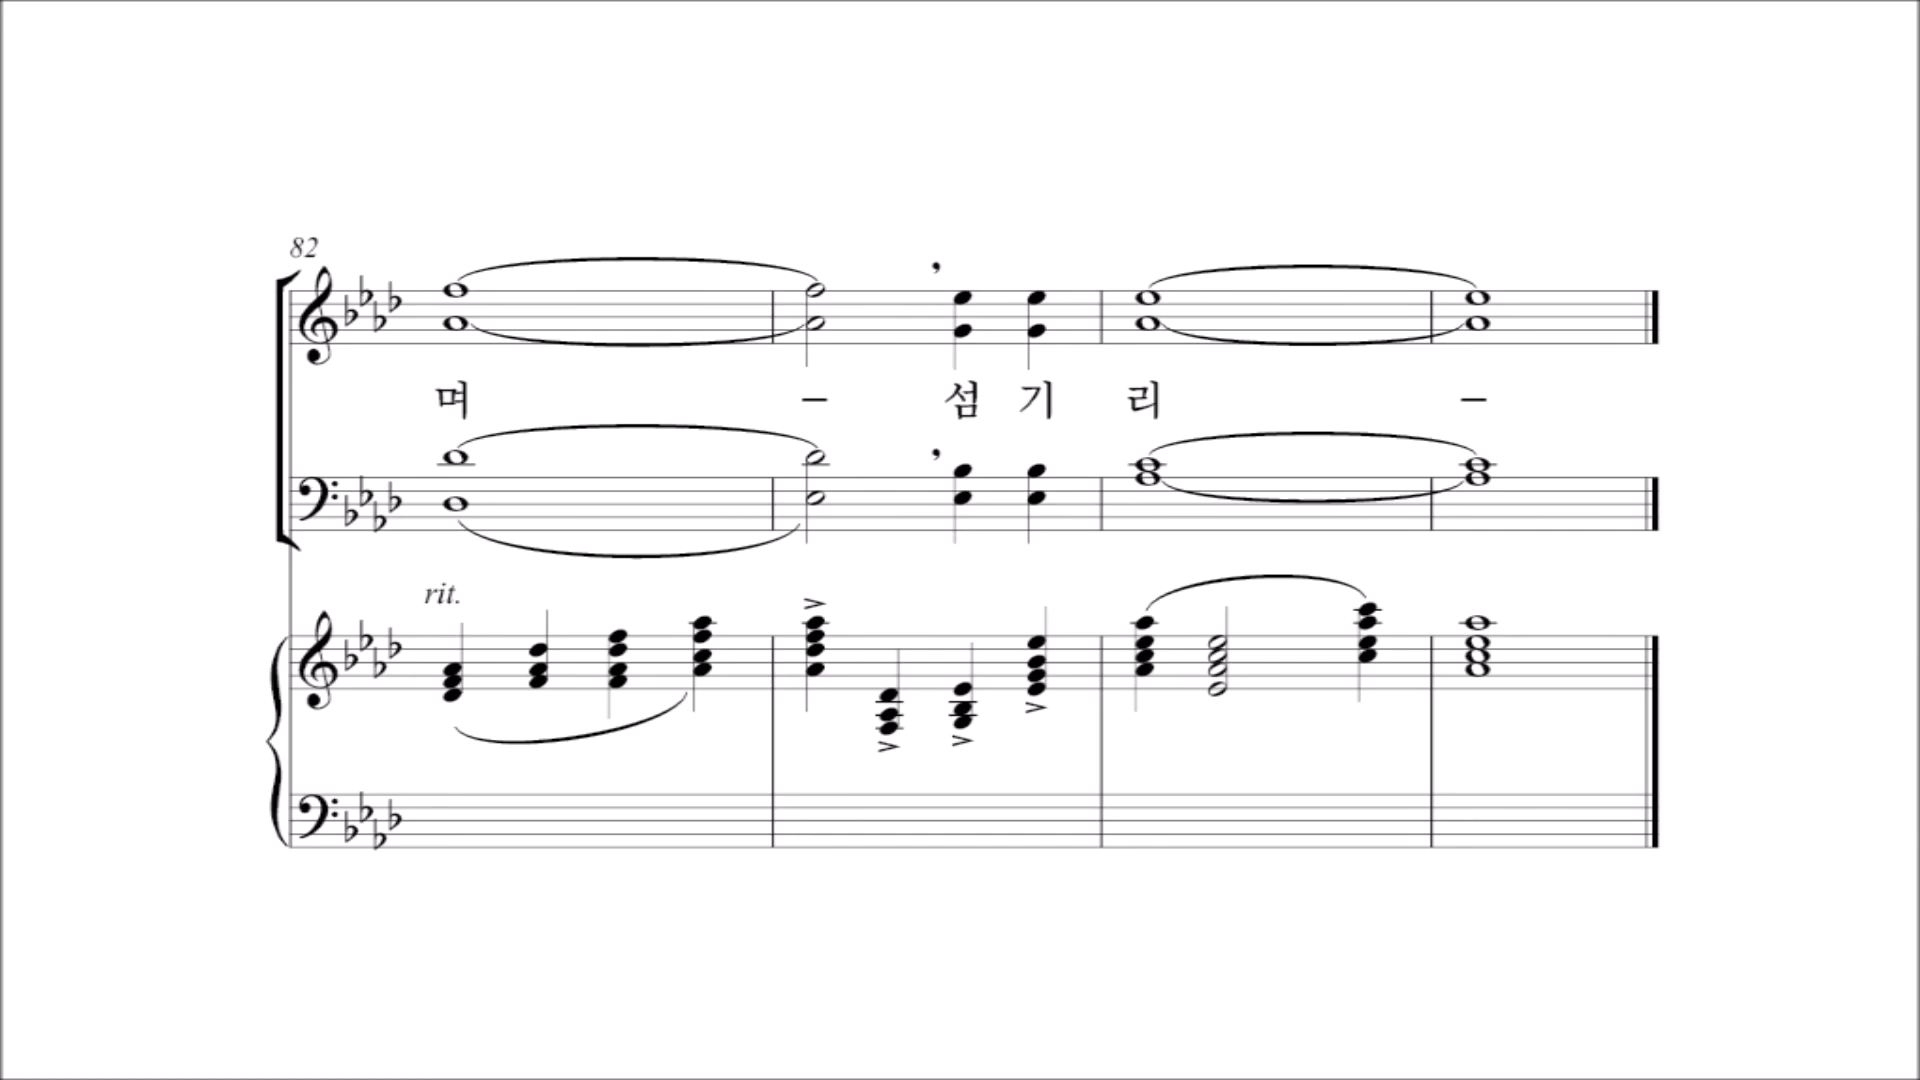 82
며 – 섬 기 리 –
rit.